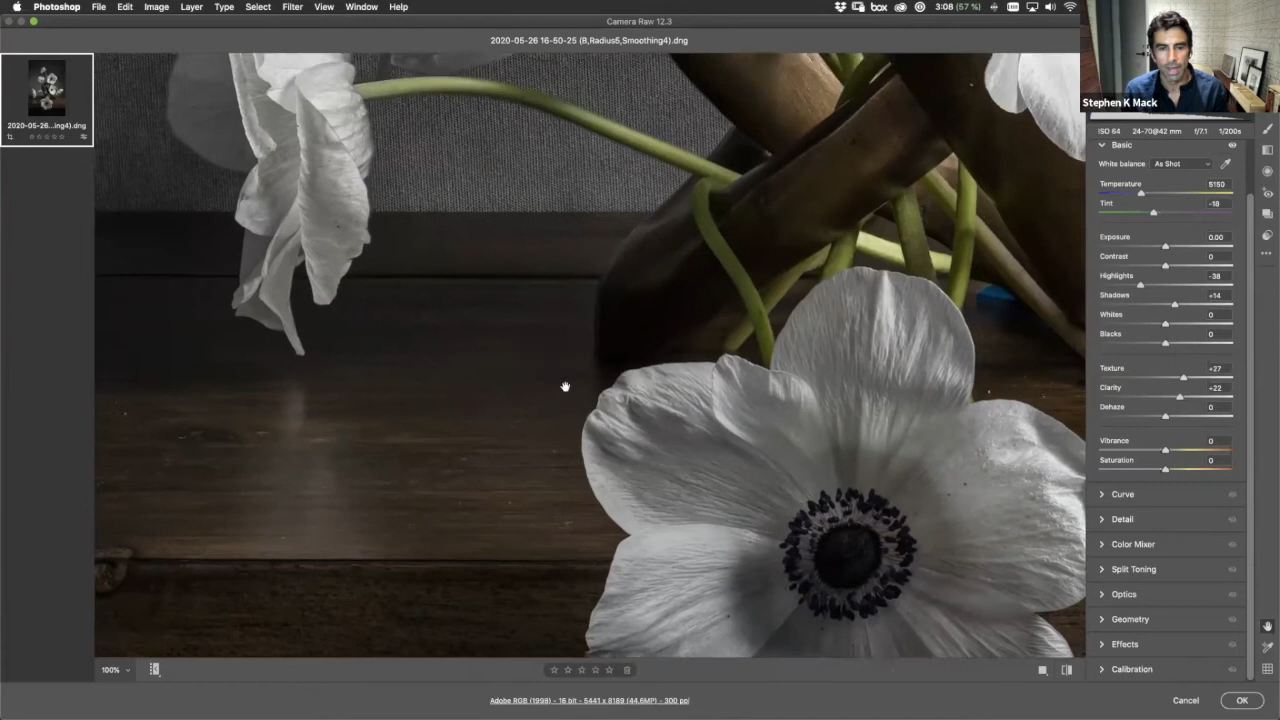 Photoshop File Edit Image Layer Type Select Filter View Window Help box 3:08 (57 %)
Camera Raw 12.3
2020-05-26 16-50-25 (B,Radius5,Smoothing4).dng
Stephen K Mack
2020-05-26...ing4).dng
ISO 64 24-70@42 mm f/7.1 1/200s
Basic
White balance As Shot
Temperature 5150
Tint -18
Exposure 0.00
Contrast 0
Highlights -38
Shadows +14
Whites 0
Blacks 0
Texture +27
Clarity +22
Dehaze 0
Vibrance 0
Saturation 0
Curve
Detail
Color Mixer
Split Toning
Optics
Geometry
Effects
Calibration
100%
Adobe RGB (1998) - 16 bit - 5441 x 8189 (44.6MP) - 300 ppi
Cancel OK